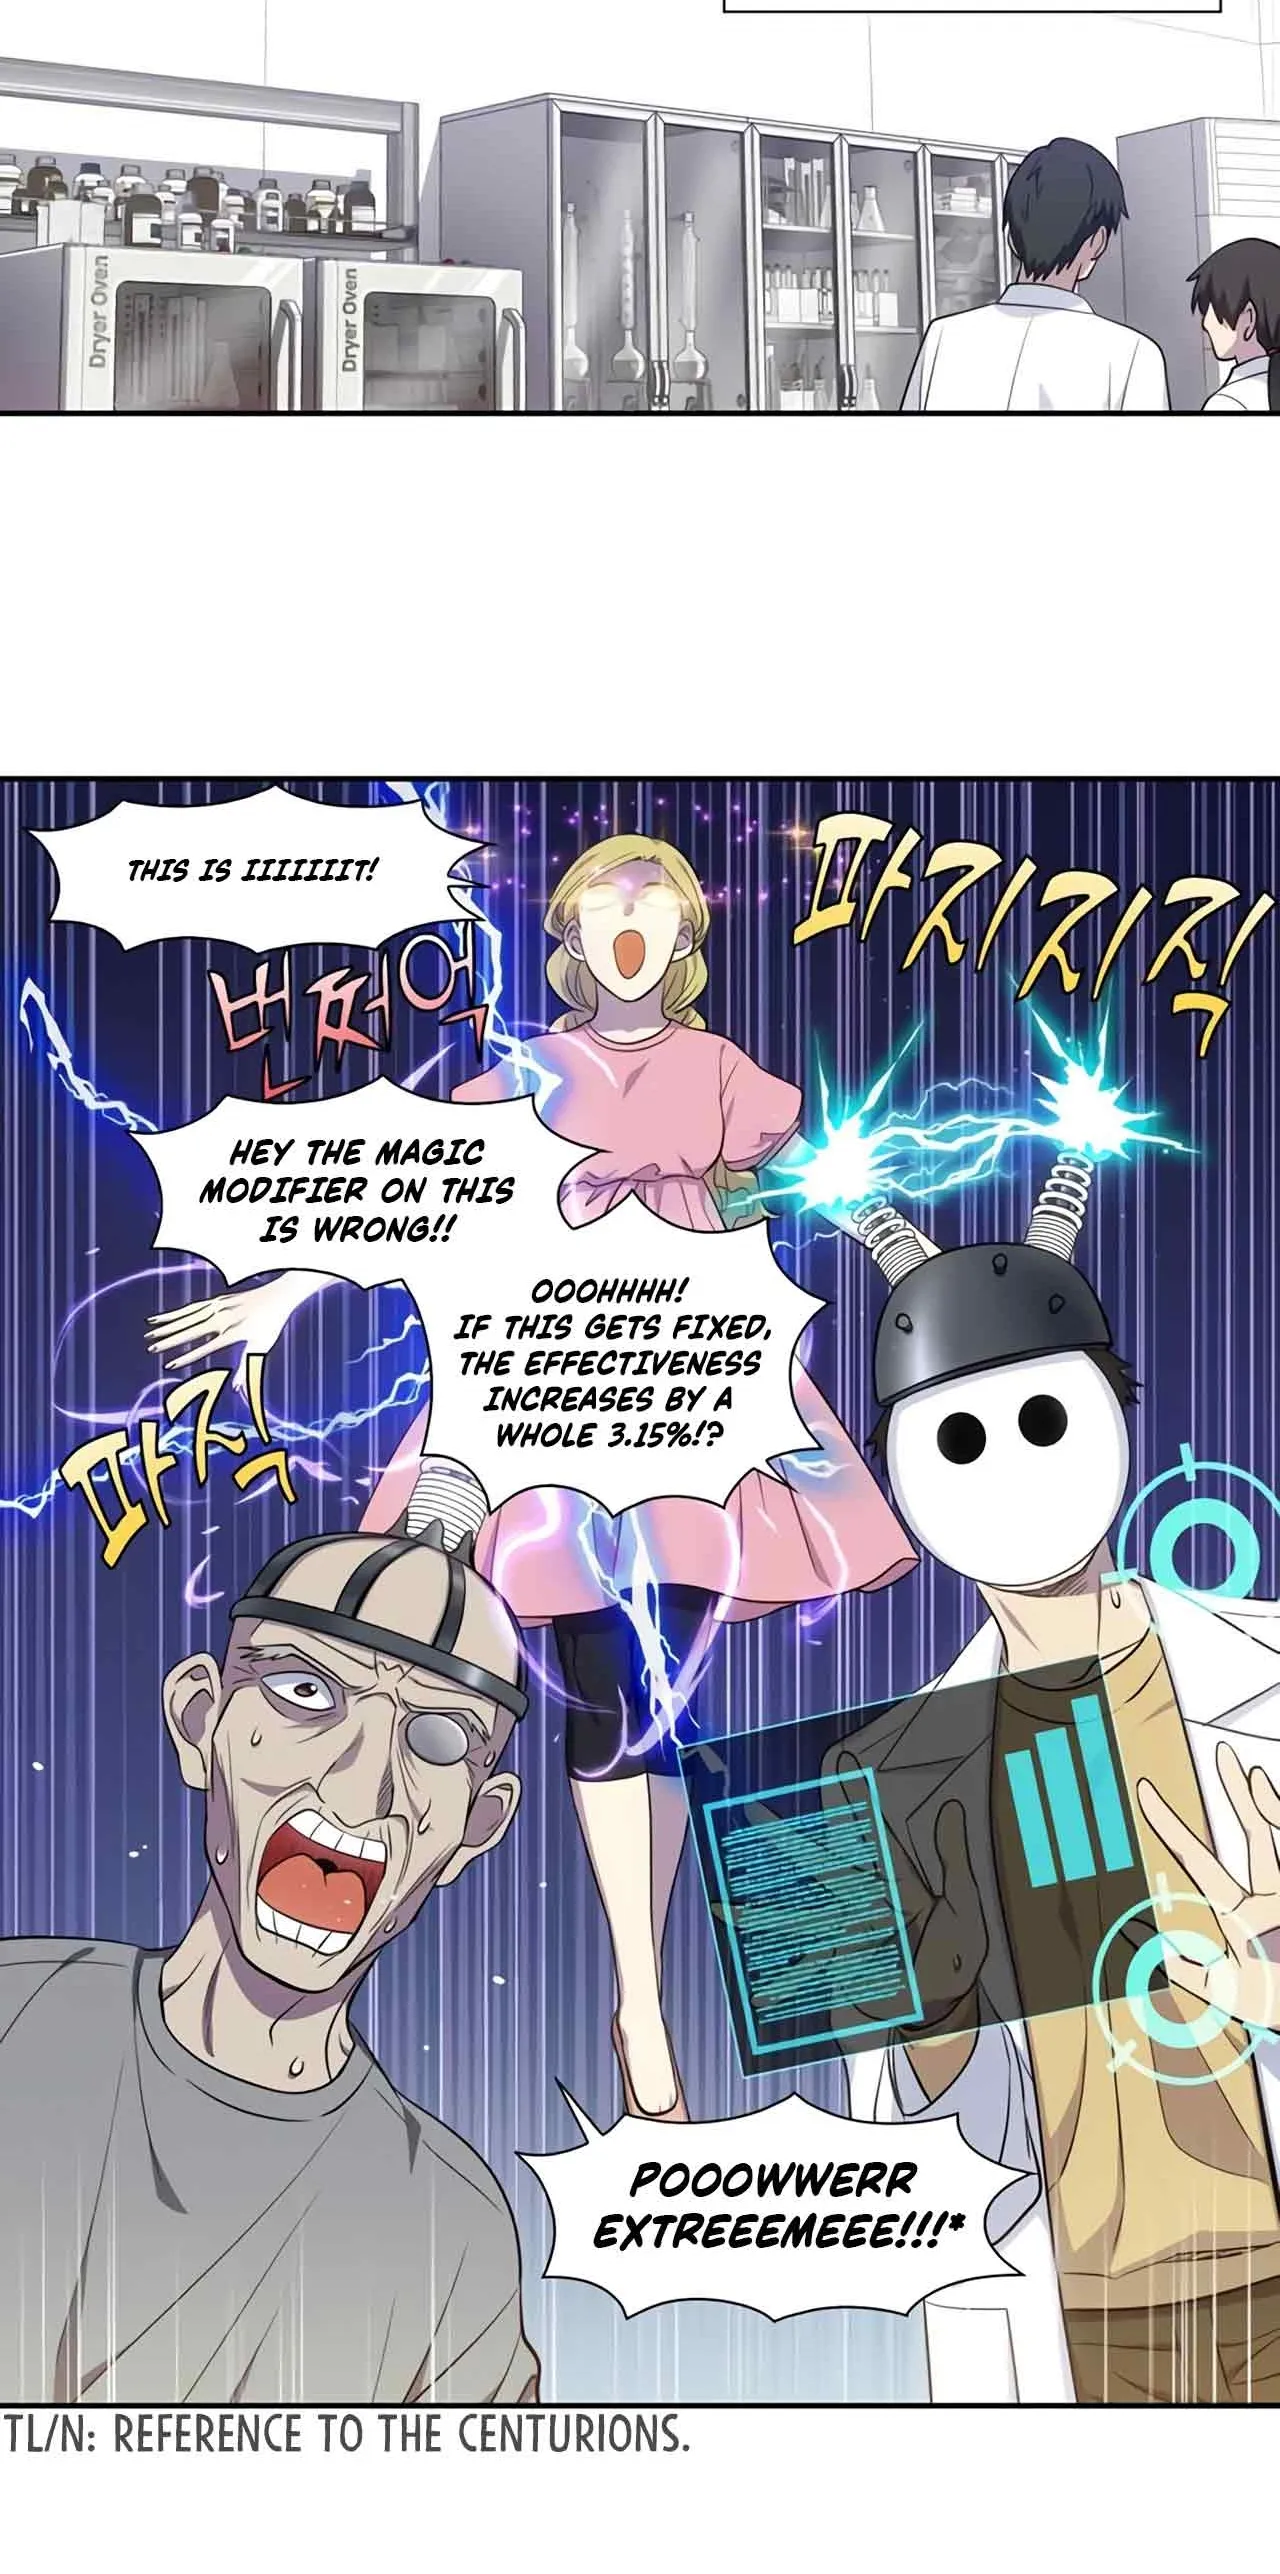 Dryer Oven
Dryer Oven
THIS IS IIIIIIIT!
파지지직
번쩌억
HEY THE MAGIC
MODIFIER ON THIS
IS WRONG!!
OOOHHHH!
IF THIS GETS FIXED,
THE EFFECTIVENESS
INCREASES BY A
WHOLE 3.15%!?
파직
POOOWWERR
EXTREEEMEEE!!!*
TL/N: REFERENCE TO THE CENTURIONS.